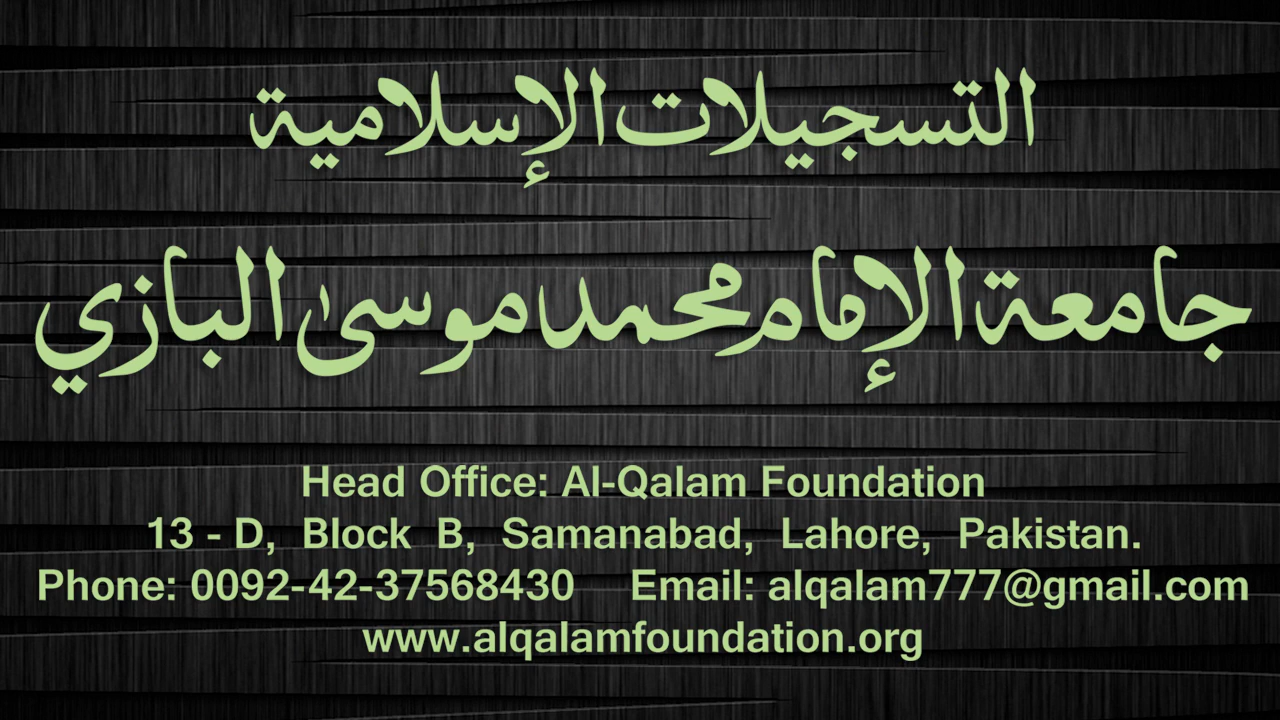 التسجيلات الإسلامية
جامعة الإمام محمد موسىٰ البازي
Head Office: Al-Qalam Foundation
13 - D, Block B, Samanabad, Lahore, Pakistan.
Phone: 0092-42-37568430 Email: alqalam777@gmail.com
www.alqalamfoundation.org